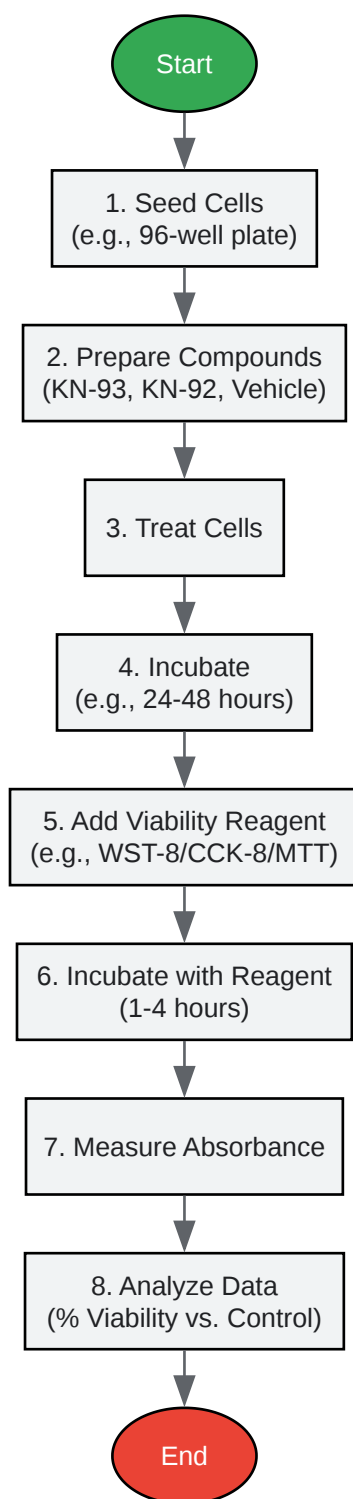 Start
1. Seed Cells
(e.g., 96-well plate)
2. Prepare Compounds
(KN-93, KN-92, Vehicle)
3. Treat Cells
4. Incubate
(e.g., 24-48 hours)
5. Add Viability Reagent
(e.g., WST-8/CCK-8/MTT)
6. Incubate with Reagent
(1-4 hours)
7. Measure Absorbance
8. Analyze Data
(% Viability vs. Control)
End